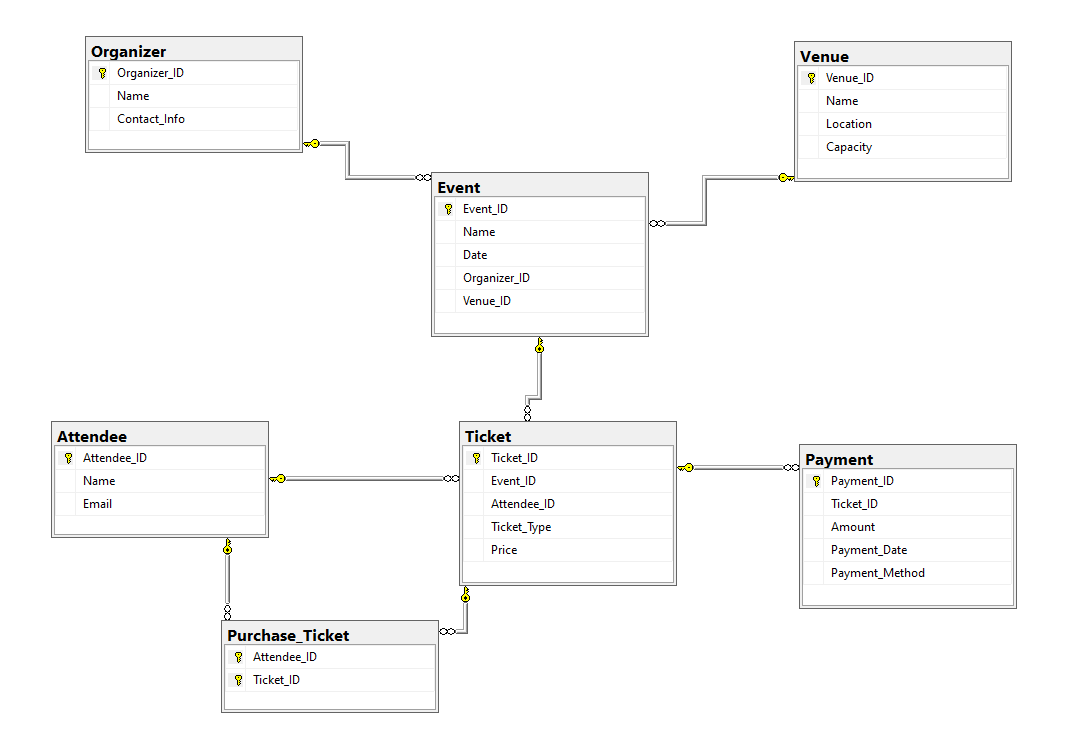 Organizer
Organizer_ID
Name
Contact_Info
Venue
Venue_ID
Name
Location
Capacity
Event
Event_ID
Name
Date
Organizer_ID
Venue_ID
Attendee
Attendee_ID
Name
Email
Ticket
Ticket_ID
Event_ID
Attendee_ID
Ticket_Type
Price
Payment
Payment_ID
Ticket_ID
Amount
Payment_Date
Payment_Method
Purchase_Ticket
Attendee_ID
Ticket_ID